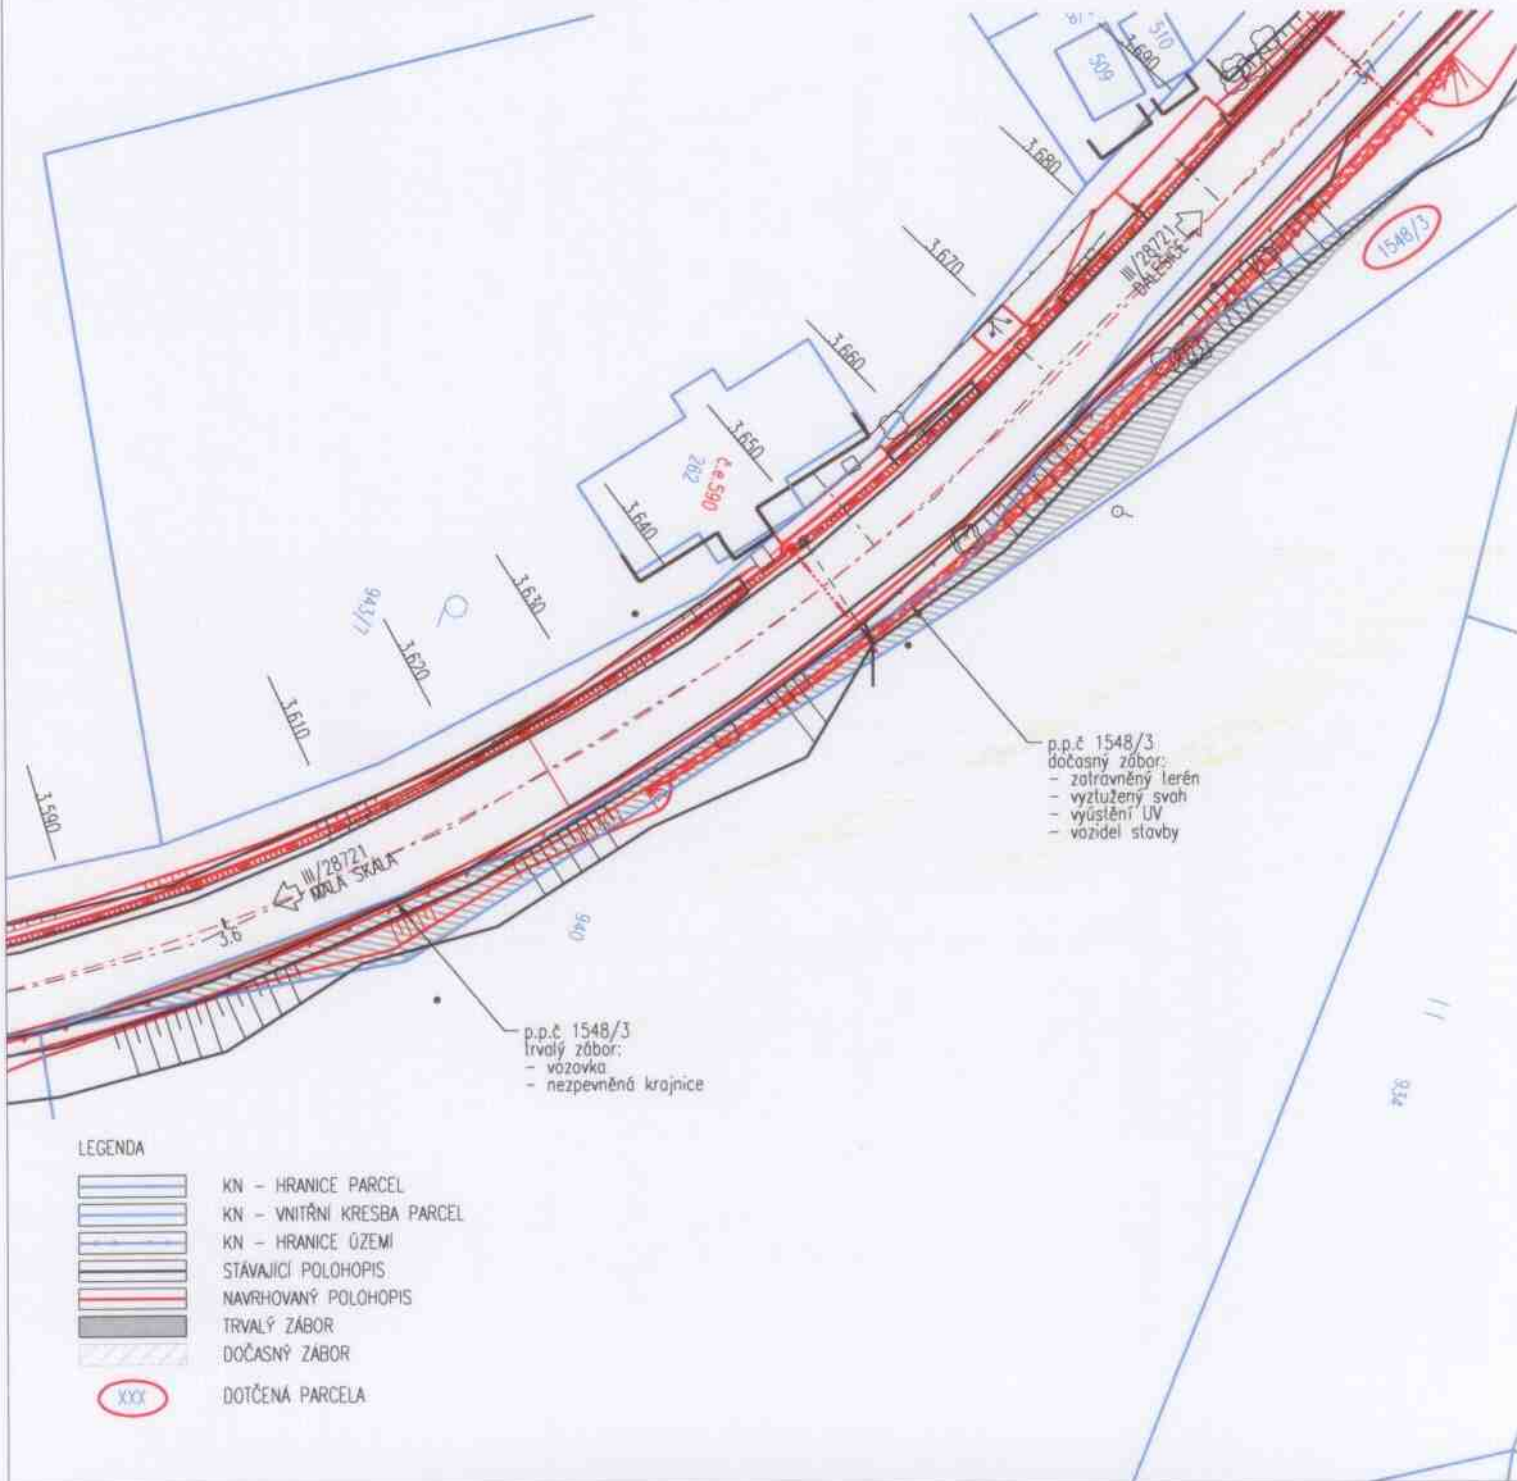 510
509
3.690
3.680
1548/3
3.670
III/28721
DALEŠICE
3.660
3.650
č.e.590
262
3.640
3.630
943/7
3.620
3.610
3.590
p.p.č 1548/3
dočasný zábor:
- zatravněný terén
- vyztužený svah
- vyústění UV
- vozidel stavby
III/28721
MALÁ SKÁLA
3.6
940
934
p.p.č 1548/3
trvalý zábor:
- vozovka
- nezpevněná krajnice
LEGENDA
KN - HRANICE PARCEL
KN - VNITŘNÍ KRESBA PARCEL
KN - HRANICE ÚZEMÍ
STÁVAJÍCÍ POLOHOPIS
NAVRHOVANÝ POLOHOPIS
TRVALÝ ZÁBOR
DOČASNÝ ZÁBOR
XXX
DOTČENÁ PARCELA